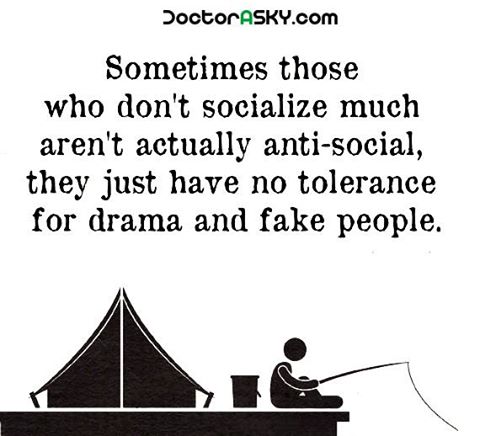 DoctorASKY.com
Sometimes those
who don't socialize much
aren't actually anti-social,
they just have no tolerance
for drama and fake people.